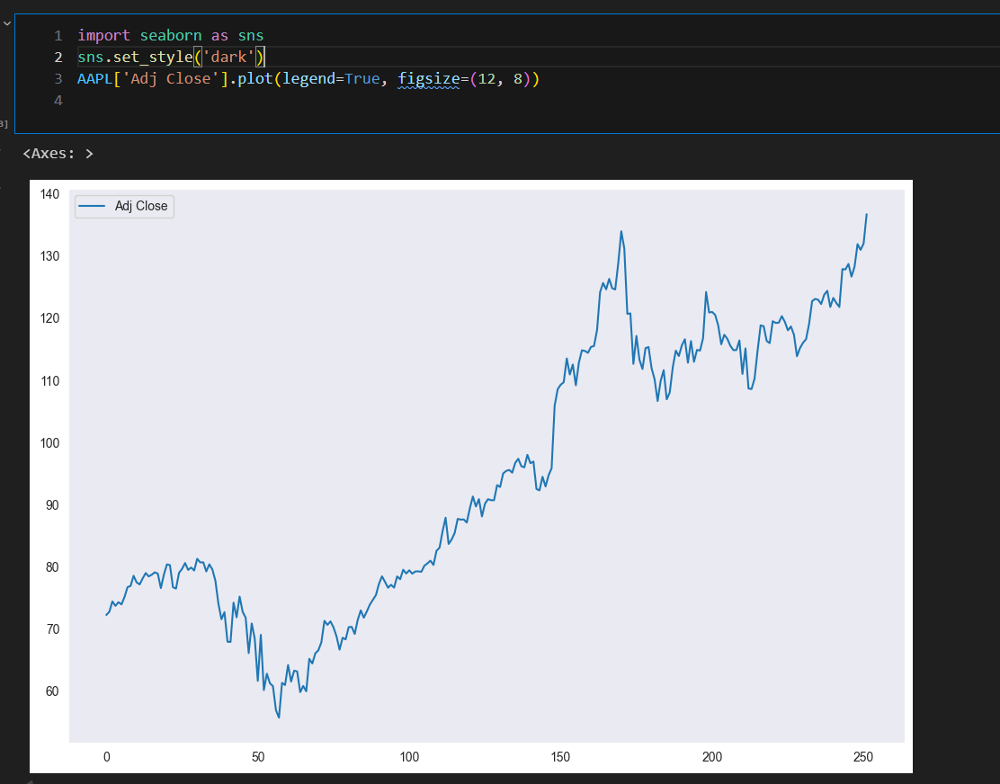 1 import seaborn as sns
2 sns.set_style('dark')
3 AAPL['Adj Close'].plot(legend=True, figsize=(12, 8))
4
3]
<Axes: >
Adj Close
140
130
120
110
100
90
80
70
60
0 50 100 150 200 250